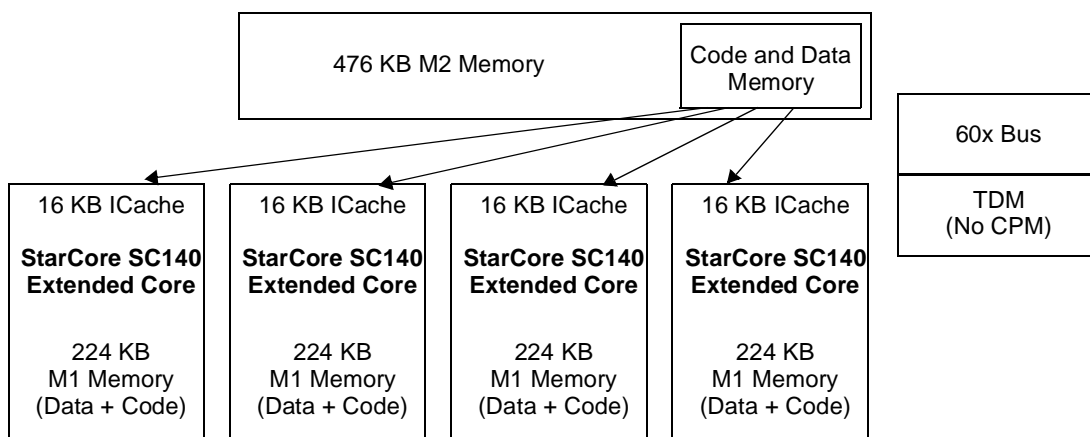 476 KB M2 Memory
Code and Data
Memory
60x Bus
TDM
(No CPM)
16 KB ICache
StarCore SC140
Extended Core
224 KB
M1 Memory
(Data + Code)
16 KB ICache
StarCore SC140
Extended Core
224 KB
M1 Memory
(Data + Code)
16 KB ICache
StarCore SC140
Extended Core
224 KB
M1 Memory
(Data + Code)
16 KB ICache
StarCore SC140
Extended Core
224 KB
M1 Memory
(Data + Code)